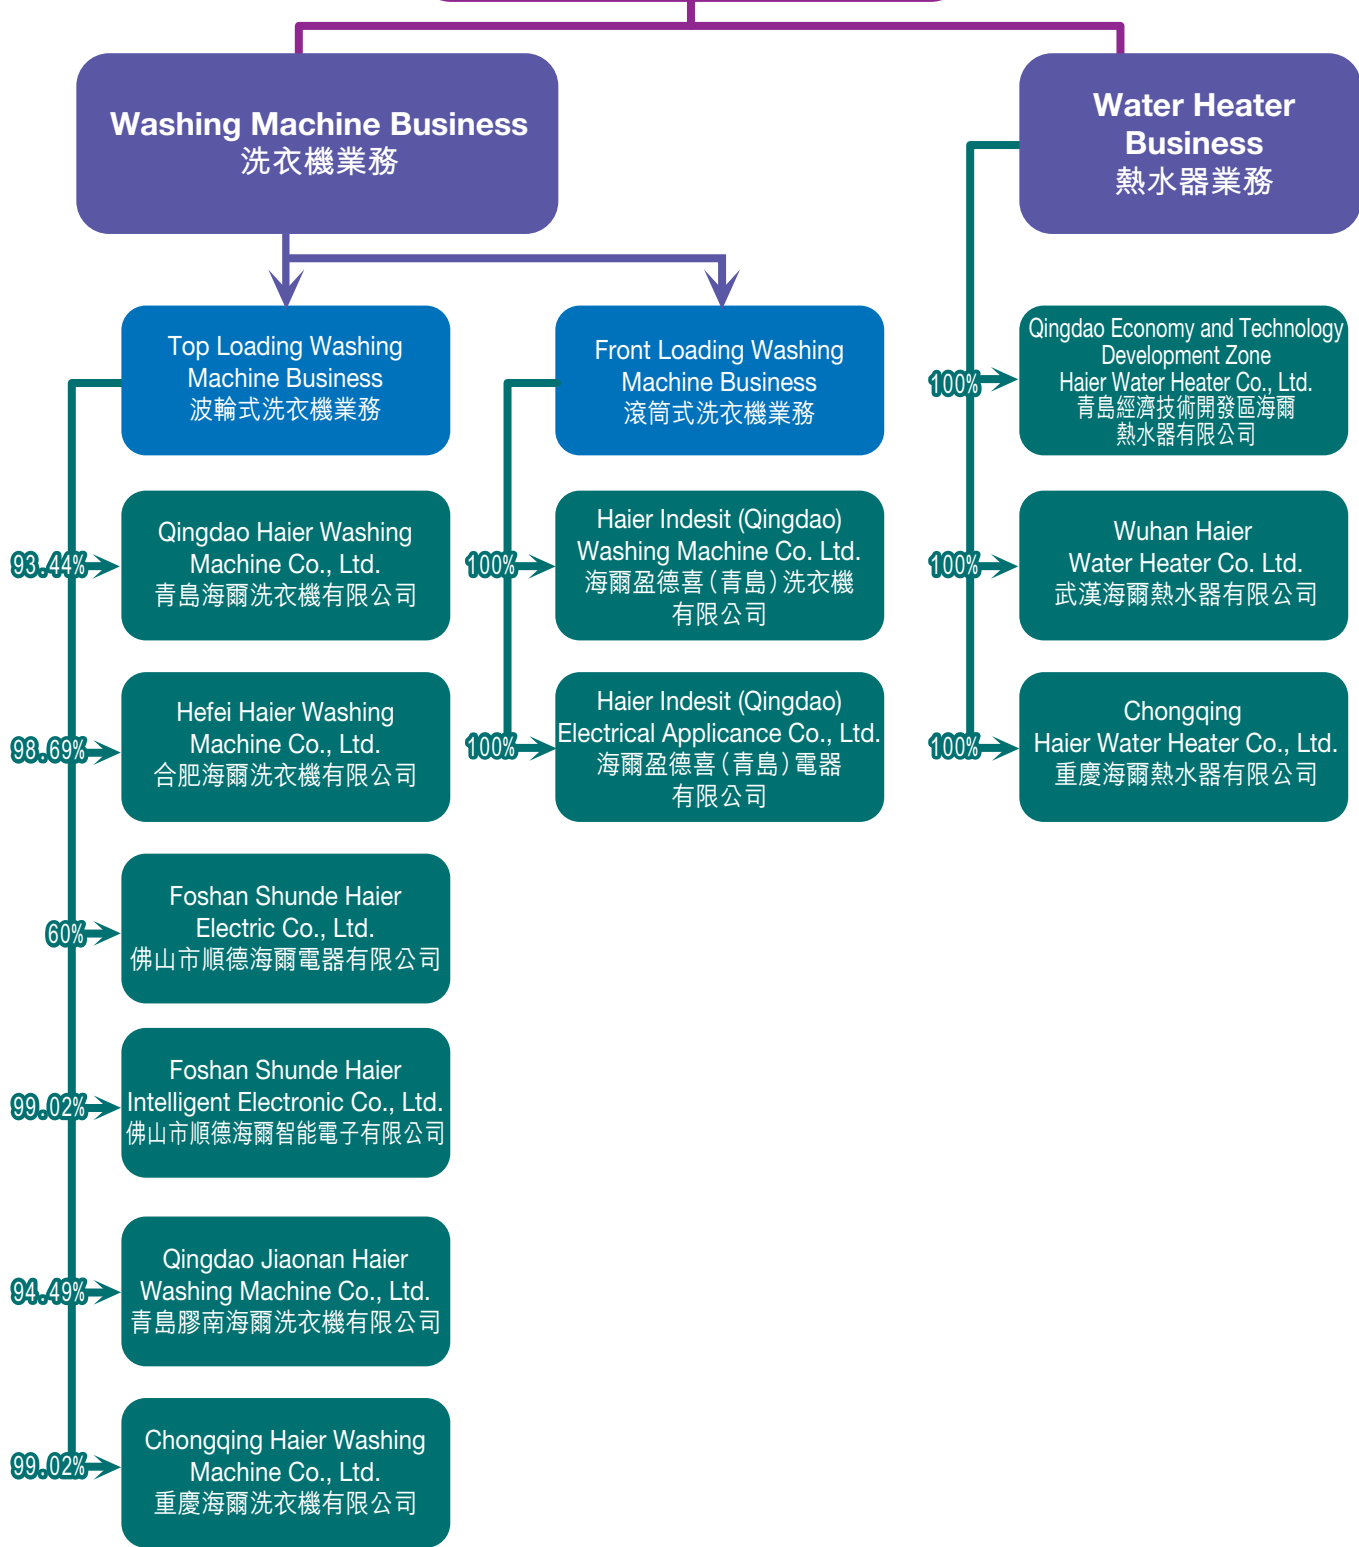 Washing Machine Business
洗衣機業務
Water Heater
Business
熱水器業務
Top Loading Washing
Machine Business
波輪式洗衣機業務
93.44%
Qingdao Haier Washing
Machine Co., Ltd.
青島海爾洗衣機有限公司
98.69%
Hefei Haier Washing
Machine Co., Ltd.
合肥海爾洗衣機有限公司
60%
Foshan Shunde Haier
Electric Co., Ltd.
佛山市順德海爾電器有限公司
99.02%
Foshan Shunde Haier
Intelligent Electronic Co., Ltd.
佛山市順德海爾智能電子有限公司
94.49%
Qingdao Jiaonan Haier
Washing Machine Co., Ltd.
青島膠南海爾洗衣機有限公司
99.02%
Chongqing Haier Washing
Machine Co., Ltd.
重慶海爾洗衣機有限公司
Front Loading Washing
Machine Business
滾筒式洗衣機業務
100%
Haier Indesit (Qingdao)
Washing Machine Co. Ltd.
海爾盈德喜（青島）洗衣機
有限公司
100%
Haier Indesit (Qingdao)
Electrical Applicance Co., Ltd.
海爾盈德喜（青島）電器
有限公司
100%
Qingdao Economy and Technology
Development Zone
Haier Water Heater Co., Ltd.
青島經濟技術開發區海爾
熱水器有限公司
100%
Wuhan Haier
Water Heater Co. Ltd.
武漢海爾熱水器有限公司
100%
Chongqing
Haier Water Heater Co., Ltd.
重慶海爾熱水器有限公司